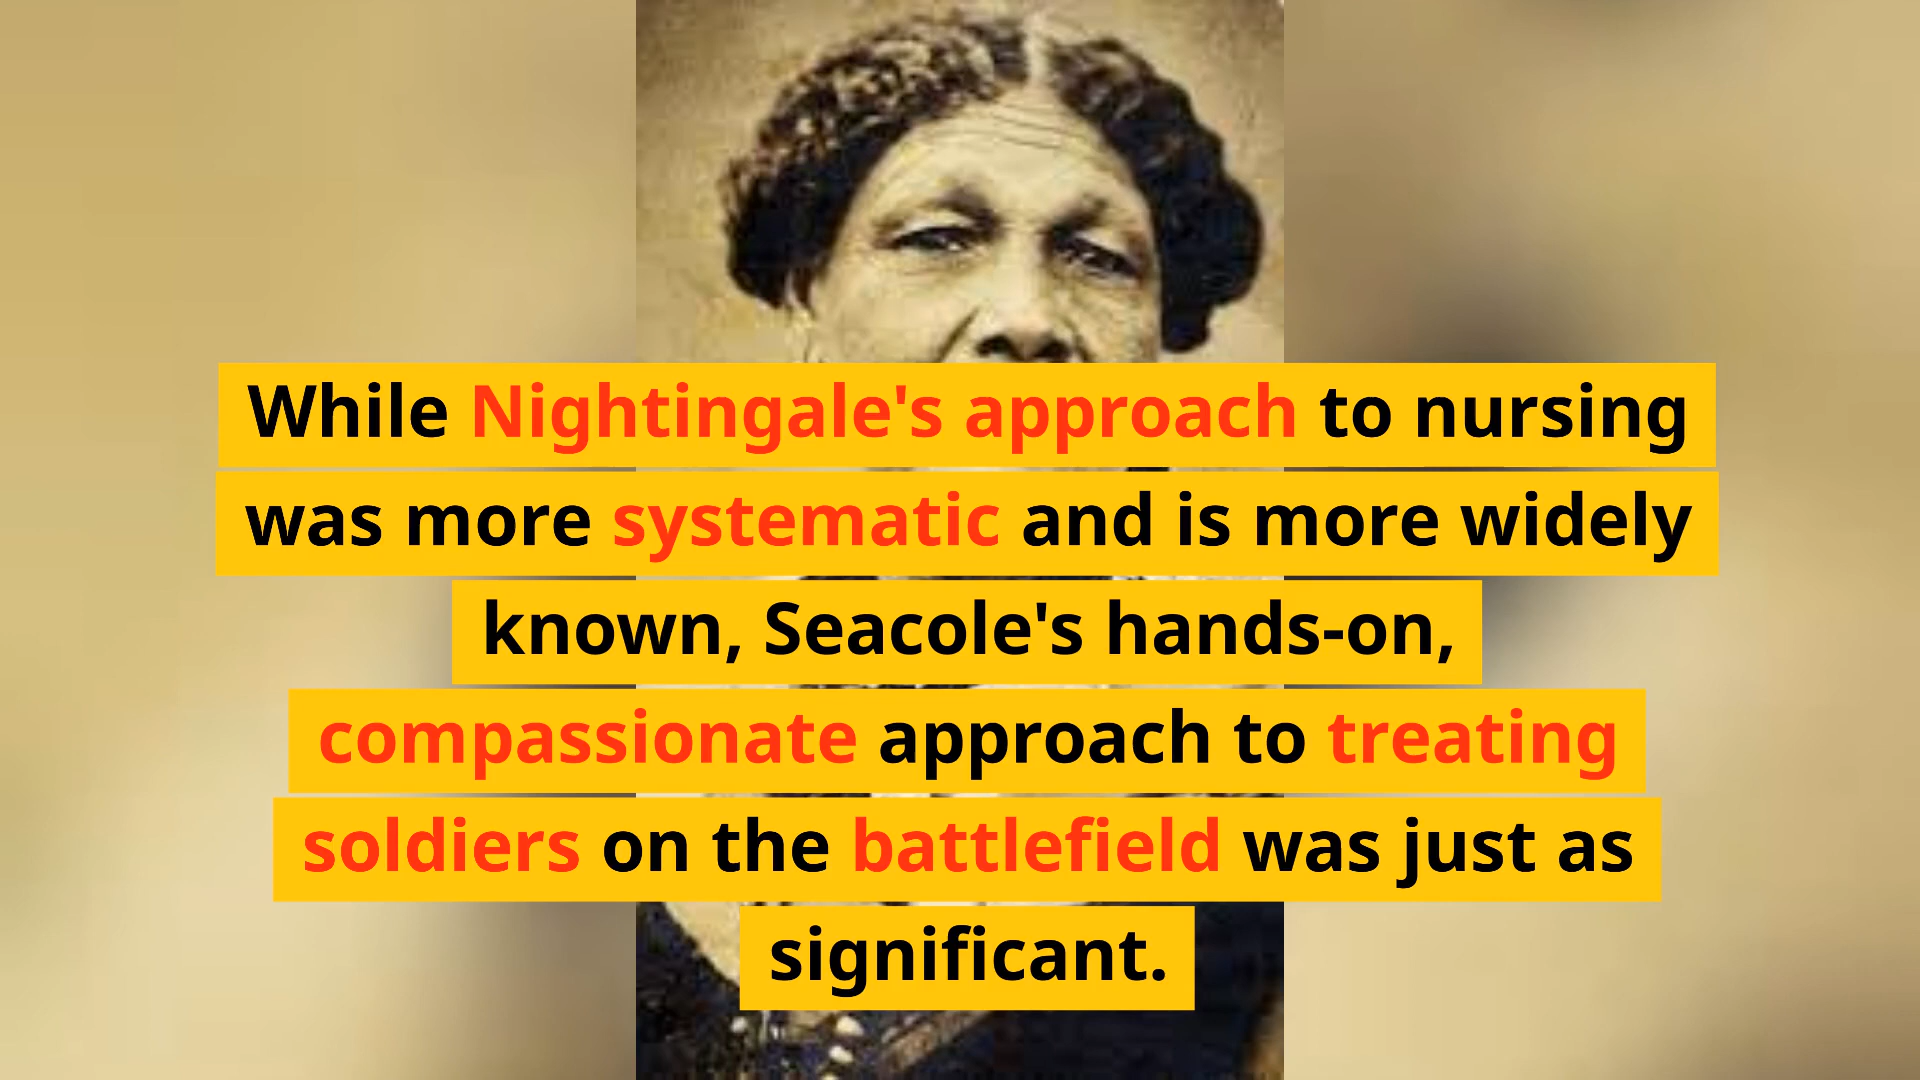 While Nightingale's approach to nursing
was more systematic and is more widely
known, Seacole's hands-on,
compassionate approach to treating
soldiers on the battlefield was just as
significant.